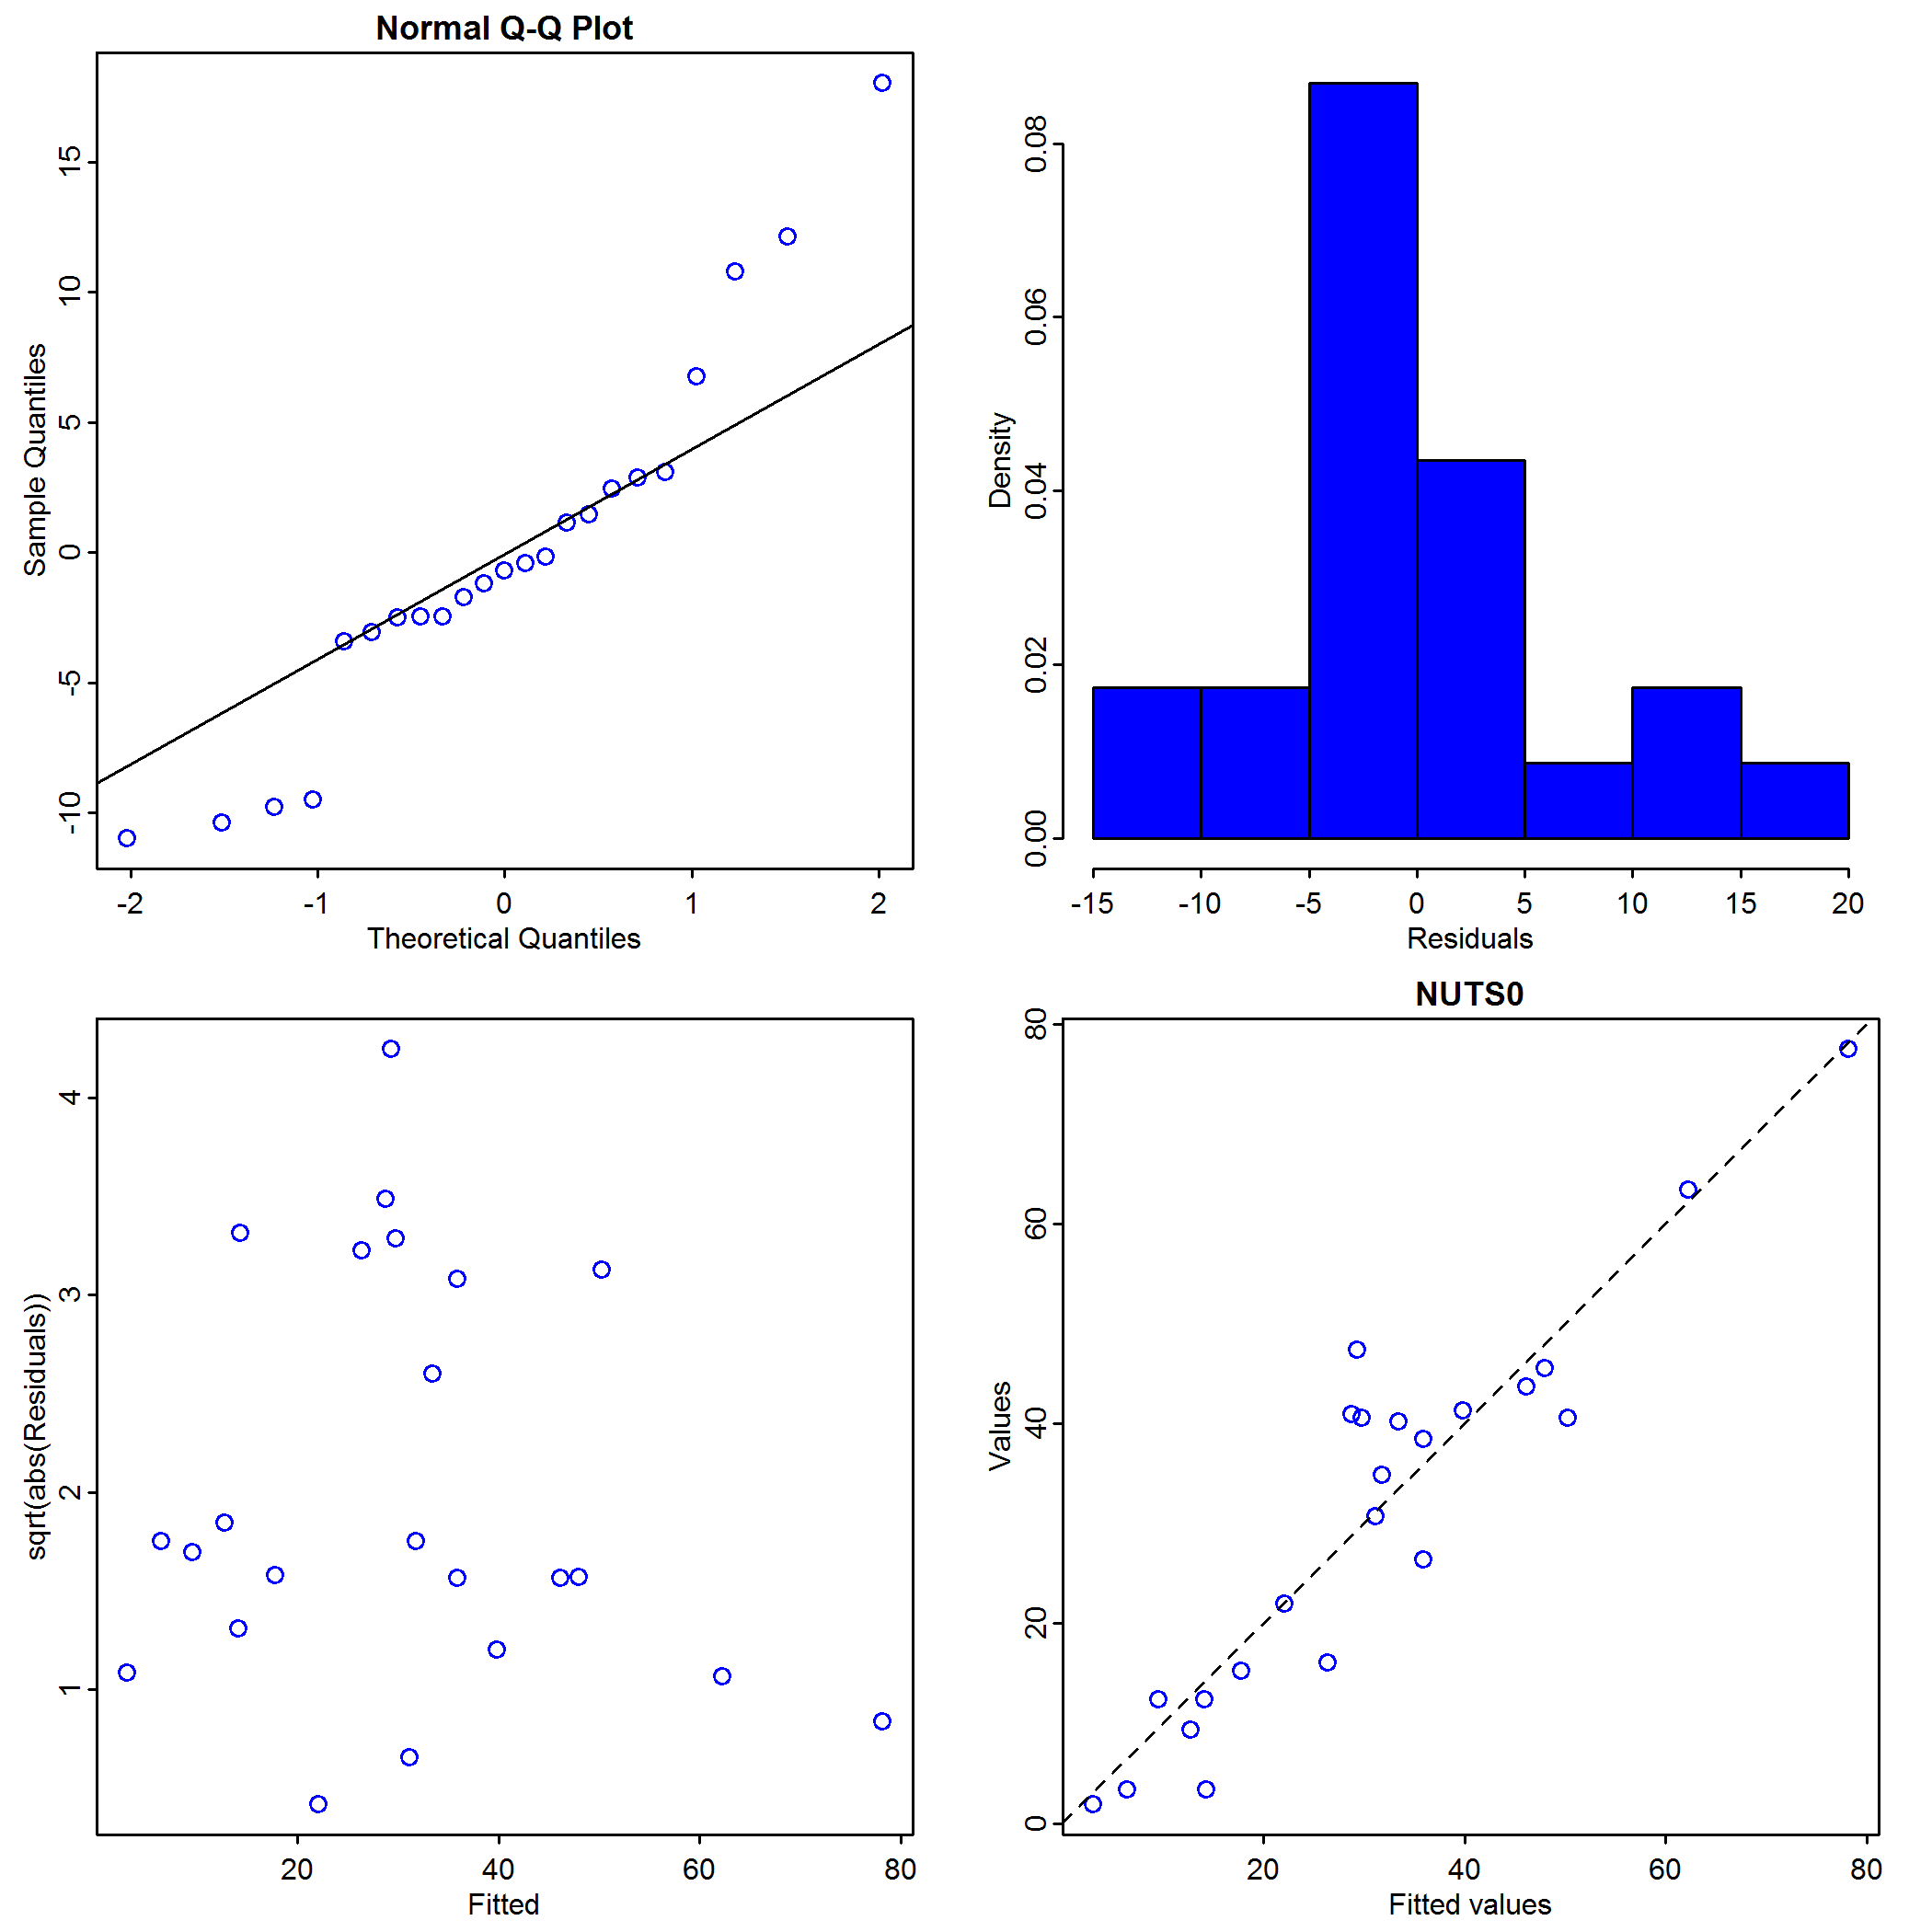 Normal Q-Q Plot
Sample Quantiles
15
10
5
0
-5
-10
-2 -1 0 1 2
Theoretical Quantiles
Density
0.08
0.06
0.04
0.02
0.00
-15 -10 -5 0 5 10 15 20
Residuals
sqrt(abs(Residuals))
4
3
2
1
20 40 60 80
Fitted
NUTS0
Values
80
60
40
20
0
20 40 60 80
Fitted values